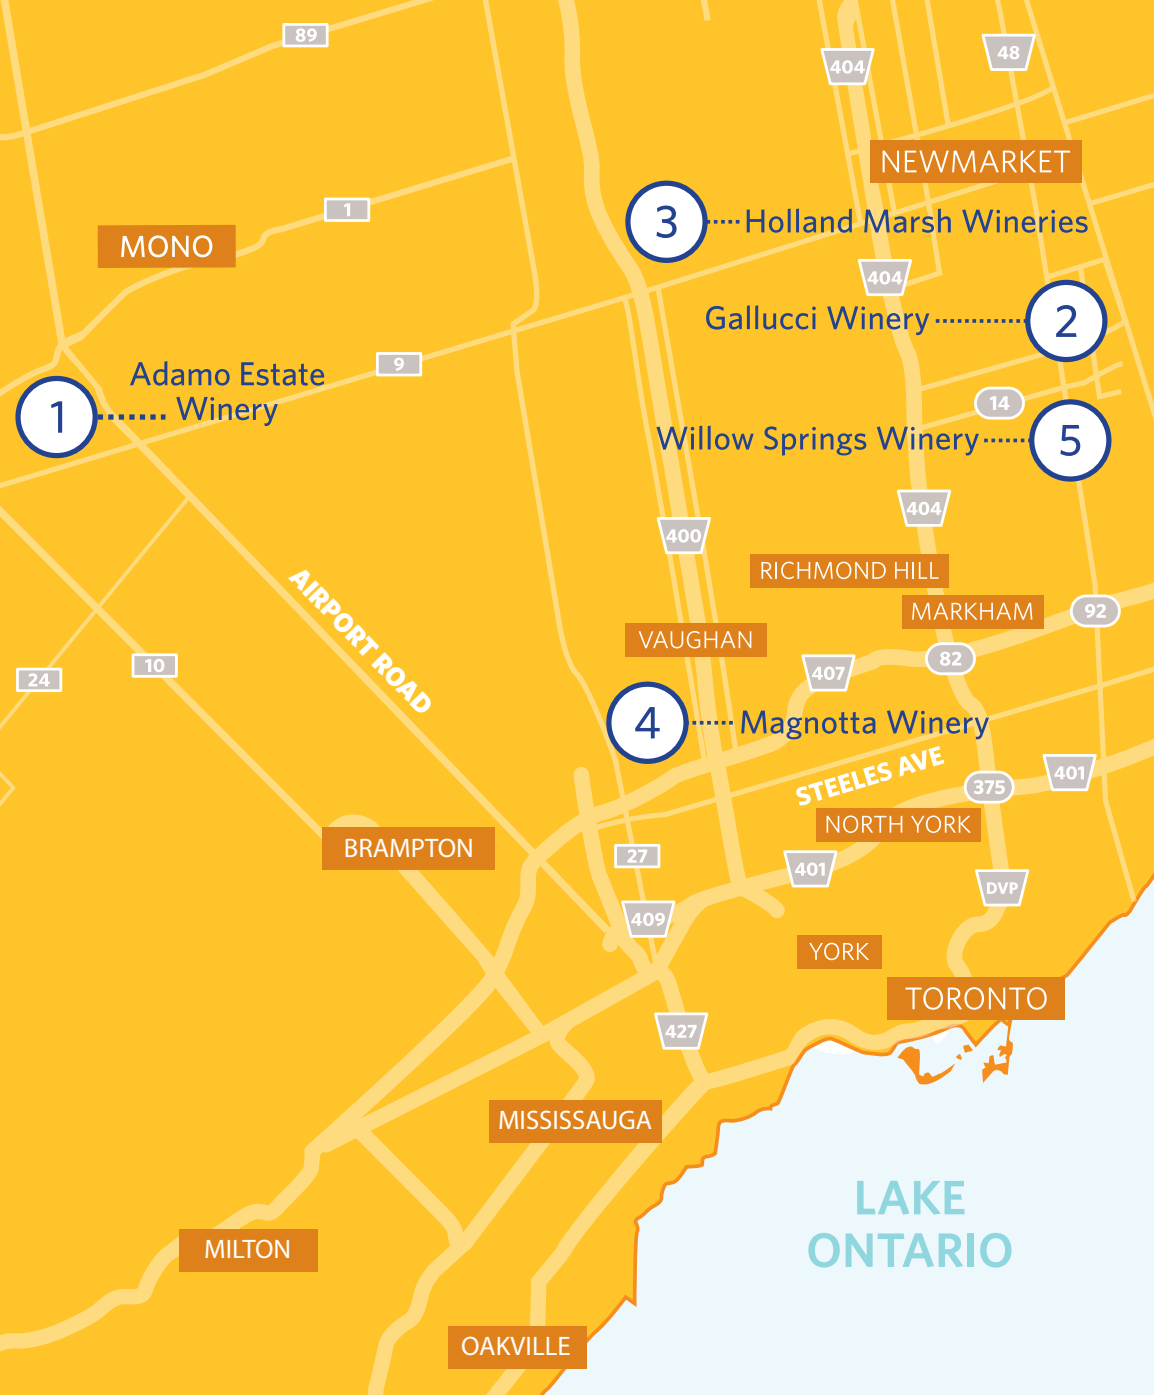 89
48
404
NEWMARKET
1
3
Holland Marsh Wineries
MONO
404
Gallucci Winery
2
9
Adamo Estate
Winery
1
14
Willow Springs Winery
5
404
400
RICHMOND HILL
AIRPORT ROAD
MARKHAM
92
VAUGHAN
82
10
407
24
4
Magnotta Winery
STEELES AVE
401
375
NORTH YORK
BRAMPTON
27
401
DVP
409
YORK
TORONTO
427
MISSISSAUGA
LAKE
ONTARIO
MILTON
OAKVILLE